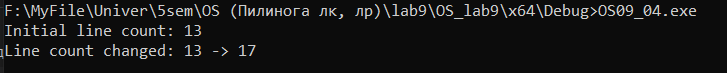 F:\MyFile\Univer\5sem\OS (Пилинога лк, лр)\lab9\OS_lab9\x64\Debug>OS09_04.exe
Initial line count: 13
Line count changed: 13 -> 17